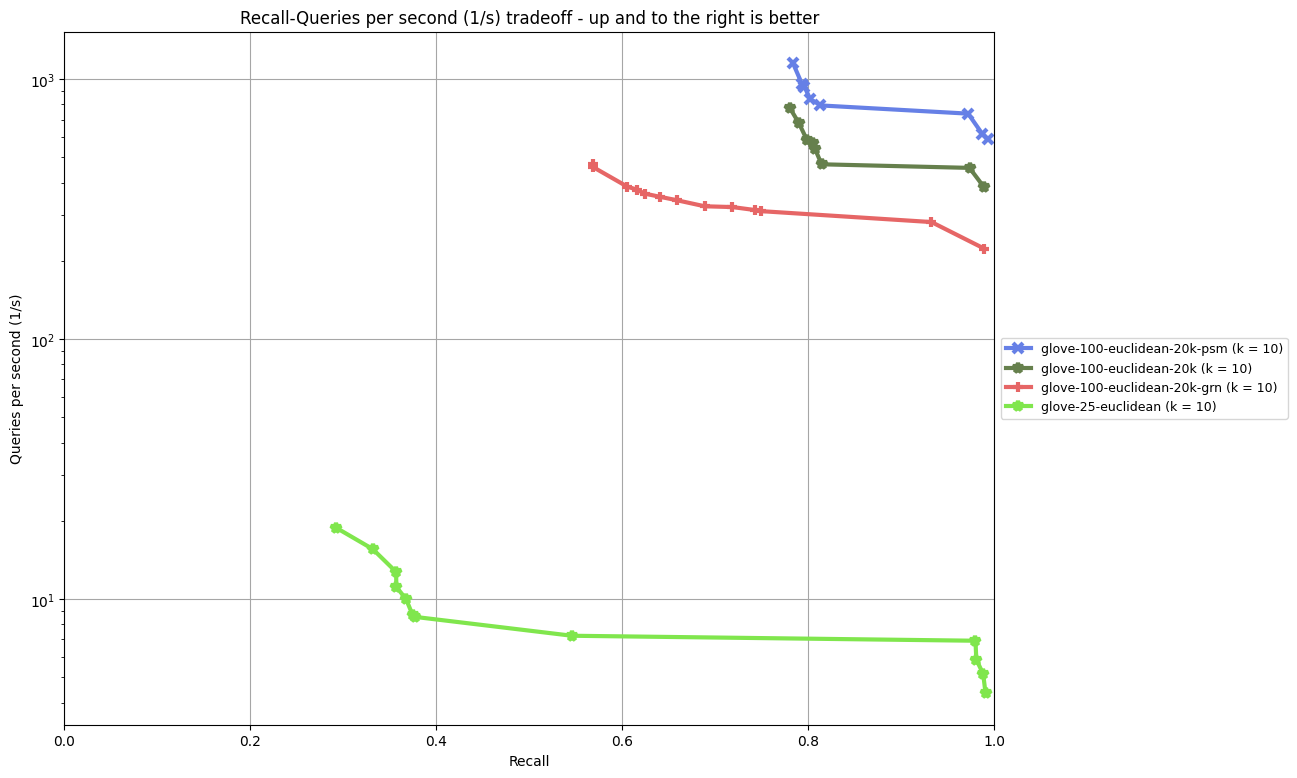 Recall-Queries per second (1/s) tradeoff - up and to the right is better
Queries per second (1/s)
10³
10²
10¹
0.0 0.2 0.4 0.6 0.8 1.0
Recall
glove-100-euclidean-20k-psm (k = 10)
glove-100-euclidean-20k (k = 10)
glove-100-euclidean-20k-grn (k = 10)
glove-25-euclidean (k = 10)